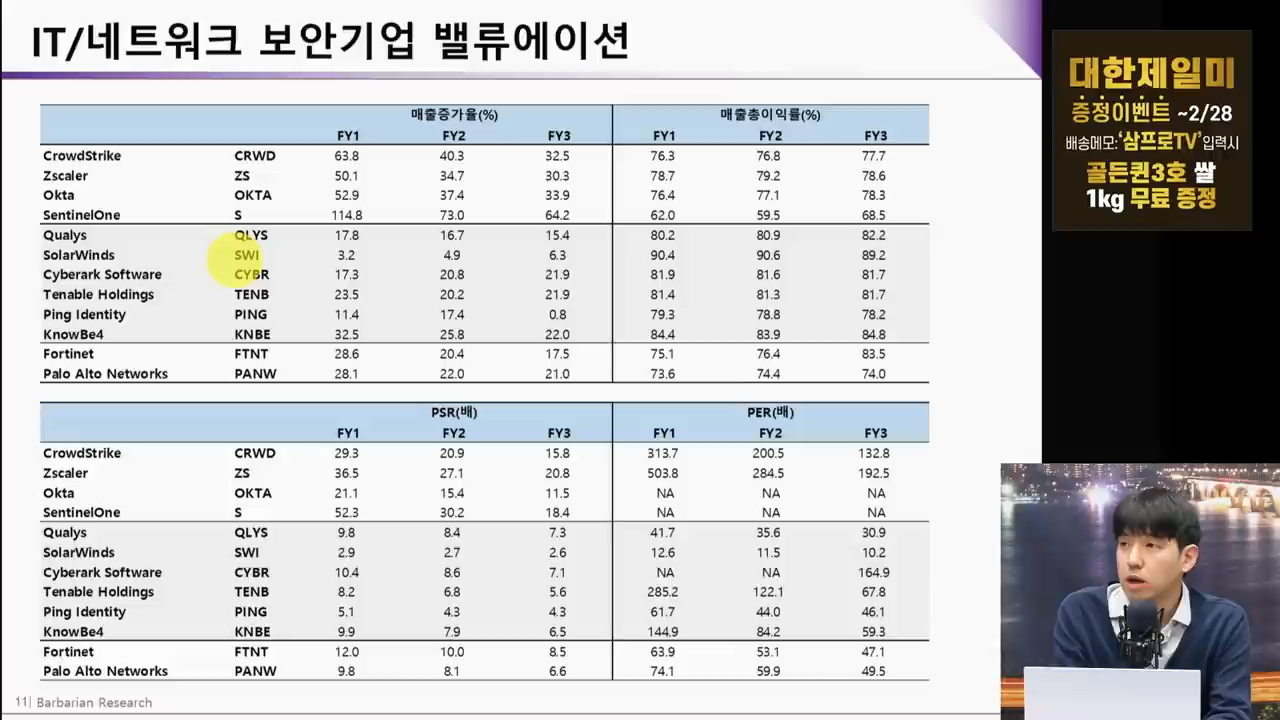 IT/네트워크 보안기업 밸류에이션
매출증가율(%) 매출총이익률(%)
FY1 FY2 FY3 FY1 FY2 FY3
CrowdStrike CRWD 63.8 40.3 32.5 76.3 76.8 77.7
Zscaler ZS 50.1 34.7 30.3 78.7 79.2 78.6
Okta OKTA 52.9 37.4 33.9 76.4 77.1 78.3
SentinelOne S 114.8 73.0 64.2 62.0 59.5 68.5
Qualys QLYS 17.8 16.7 15.4 80.2 80.9 82.2
SolarWinds SWI 3.2 4.9 6.3 90.4 90.6 89.2
Cyberark Software CYBR 17.3 20.8 21.9 81.9 81.6 81.7
Tenable Holdings TENB 23.5 20.2 21.9 81.4 81.3 81.7
Ping Identity PING 11.4 17.4 0.8 79.3 78.8 78.2
KnowBe4 KNBE 32.5 25.8 22.0 84.4 83.9 84.8
Fortinet FTNT 28.6 20.4 17.5 75.1 76.4 83.5
Palo Alto Networks PANW 28.1 22.0 21.0 73.6 74.4 74.0
PSR(배) PER(배)
FY1 FY2 FY3 FY1 FY2 FY3
CrowdStrike CRWD 29.3 20.9 15.8 313.7 200.5 132.8
Zscaler ZS 36.5 27.1 20.8 503.8 284.5 192.5
Okta OKTA 21.1 15.4 11.5 NA NA NA
SentinelOne S 52.3 30.2 18.4 NA NA NA
Qualys QLYS 9.8 8.4 7.3 41.7 35.6 30.9
SolarWinds SWI 2.9 2.7 2.6 12.6 11.5 10.2
Cyberark Software CYBR 10.4 8.6 7.1 NA NA 164.9
Tenable Holdings TENB 8.2 6.8 5.6 285.2 122.1 67.8
Ping Identity PING 5.1 4.3 4.3 61.7 44.0 46.1
KnowBe4 KNBE 9.9 7.9 6.5 144.9 84.2 59.3
Fortinet FTNT 12.0 10.0 8.5 63.9 53.1 47.1
Palo Alto Networks PANW 9.8 8.1 6.6 74.1 59.9 49.5
11| Barbarian Research
대한제일미
증정이벤트 ~2/28
배송메모:'삼프로TV'입력시
골든퀸3호 쌀
1kg 무료 증정